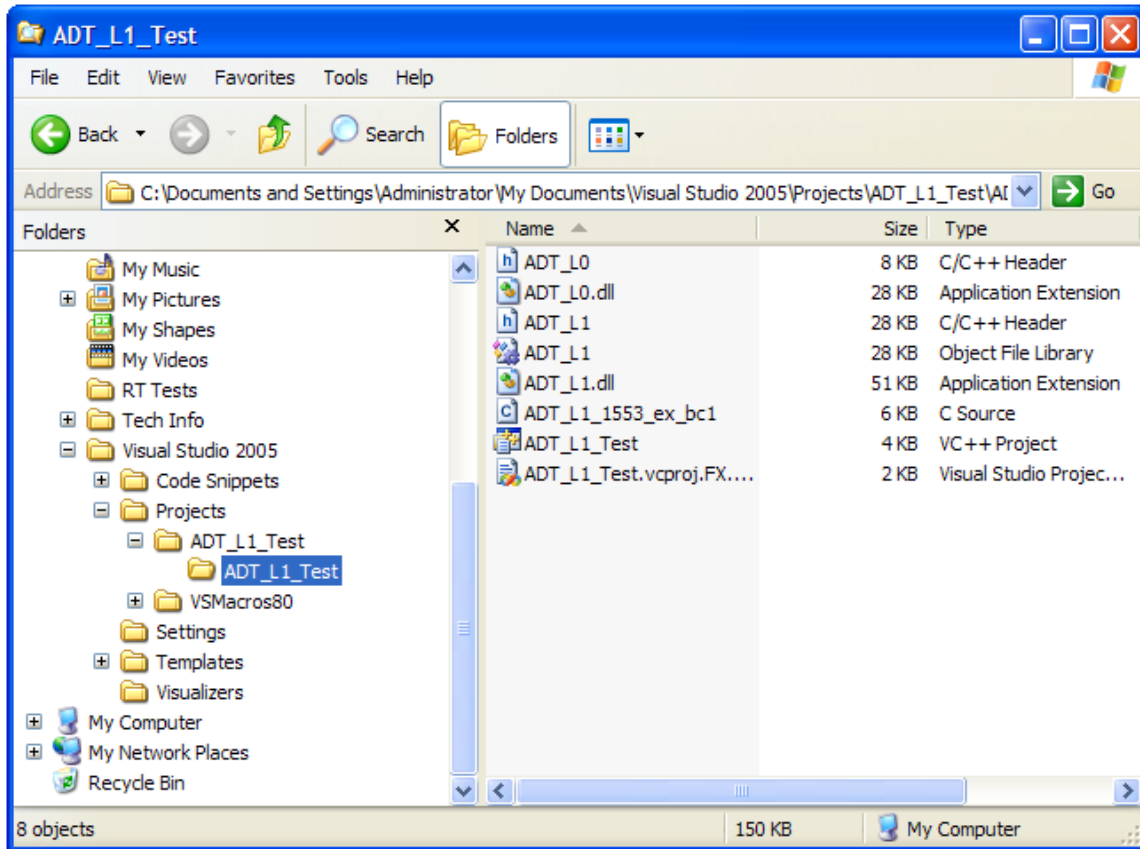 ADT_L1_Test
File Edit View Favorites Tools Help
Back Search Folders
Address C:\Documents and Settings\Administrator\My Documents\Visual Studio 2005\Projects\ADT_L1_Test\AD Go
Folders x Name Size Type
My Music
My Pictures
My Shapes
My Videos
RT Tests
Tech Info
Visual Studio 2005
Code Snippets
Projects
ADT_L1_Test
ADT_L1_Test
VSMacros80
Settings
Templates
Visualizers
My Computer
My Network Places
Recycle Bin
ADT_L0 8 KB C/C++ Header
ADT_L0.dll 28 KB Application Extension
ADT_L1 28 KB C/C++ Header
ADT_L1 28 KB Object File Library
ADT_L1.dll 51 KB Application Extension
ADT_L1_1553_ex_bc1 6 KB C Source
ADT_L1_Test 4 KB VC++ Project
ADT_L1_Test.vcproj.FX.... 2 KB Visual Studio Projec...
8 objects 150 KB My Computer